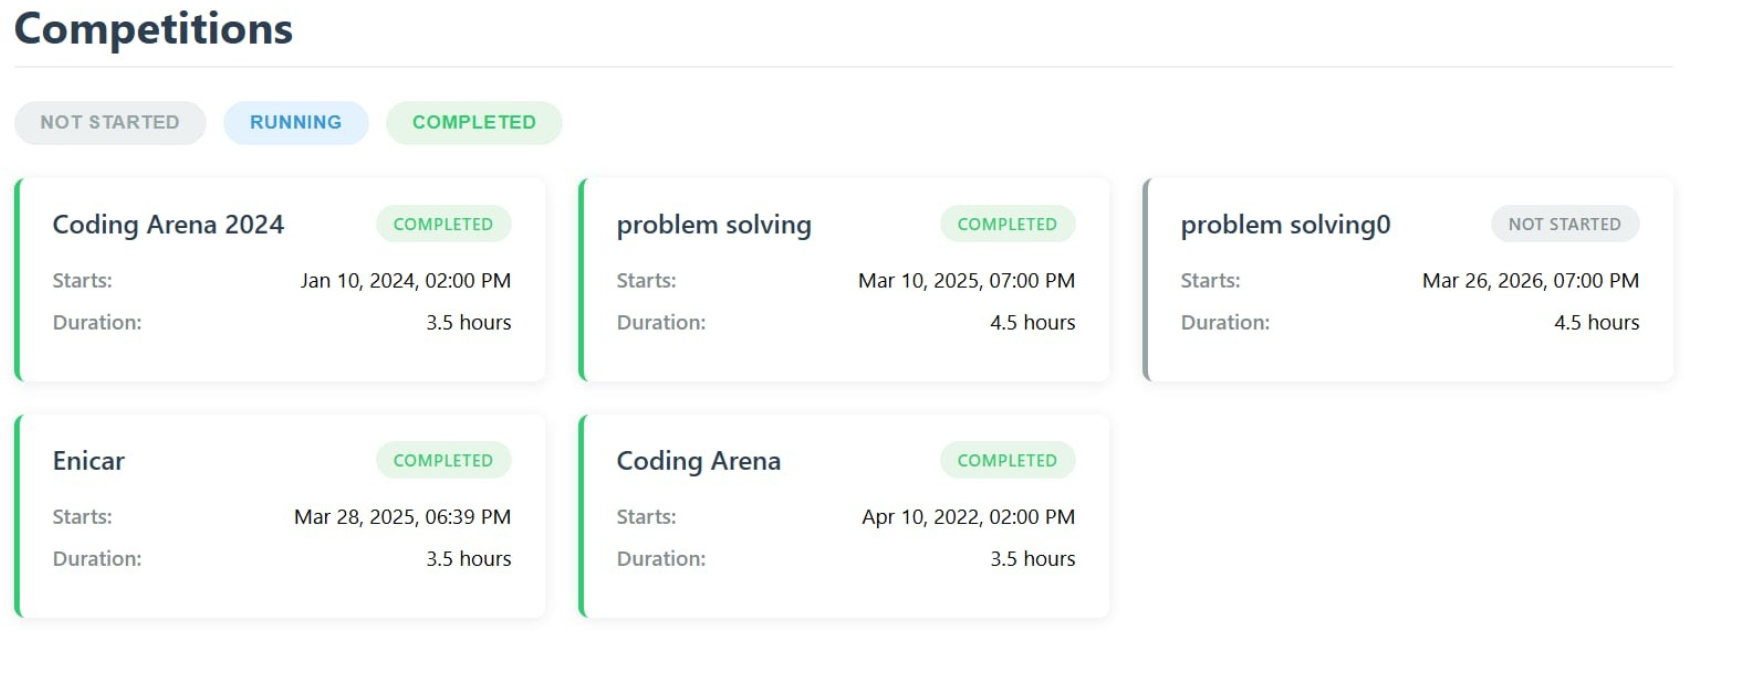 Competitions
NOT STARTED
RUNNING
COMPLETED
Coding Arena 2024
COMPLETED
Starts: Jan 10, 2024, 02:00 PM
Duration: 3.5 hours
problem solving
COMPLETED
Starts: Mar 10, 2025, 07:00 PM
Duration: 4.5 hours
problem solving0
NOT STARTED
Starts: Mar 26, 2026, 07:00 PM
Duration: 4.5 hours
Enicar
COMPLETED
Starts: Mar 28, 2025, 06:39 PM
Duration: 3.5 hours
Coding Arena
COMPLETED
Starts: Apr 10, 2022, 02:00 PM
Duration: 3.5 hours